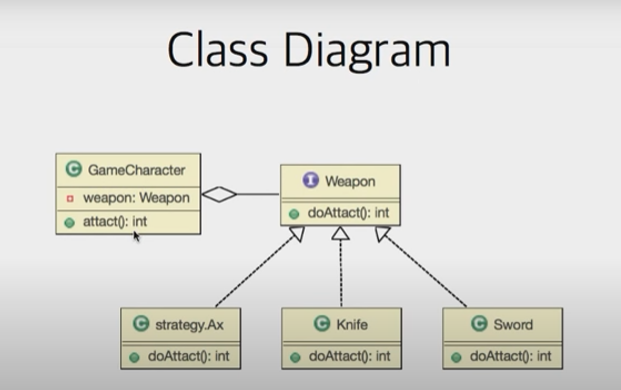 Class Diagram
C GameCharacter
weapon: Weapon
attact(): int
I Weapon
doAttact(): int
C strategy.Ax
doAttact(): int
C Knife
doAttact(): int
C Sword
doAttact(): int